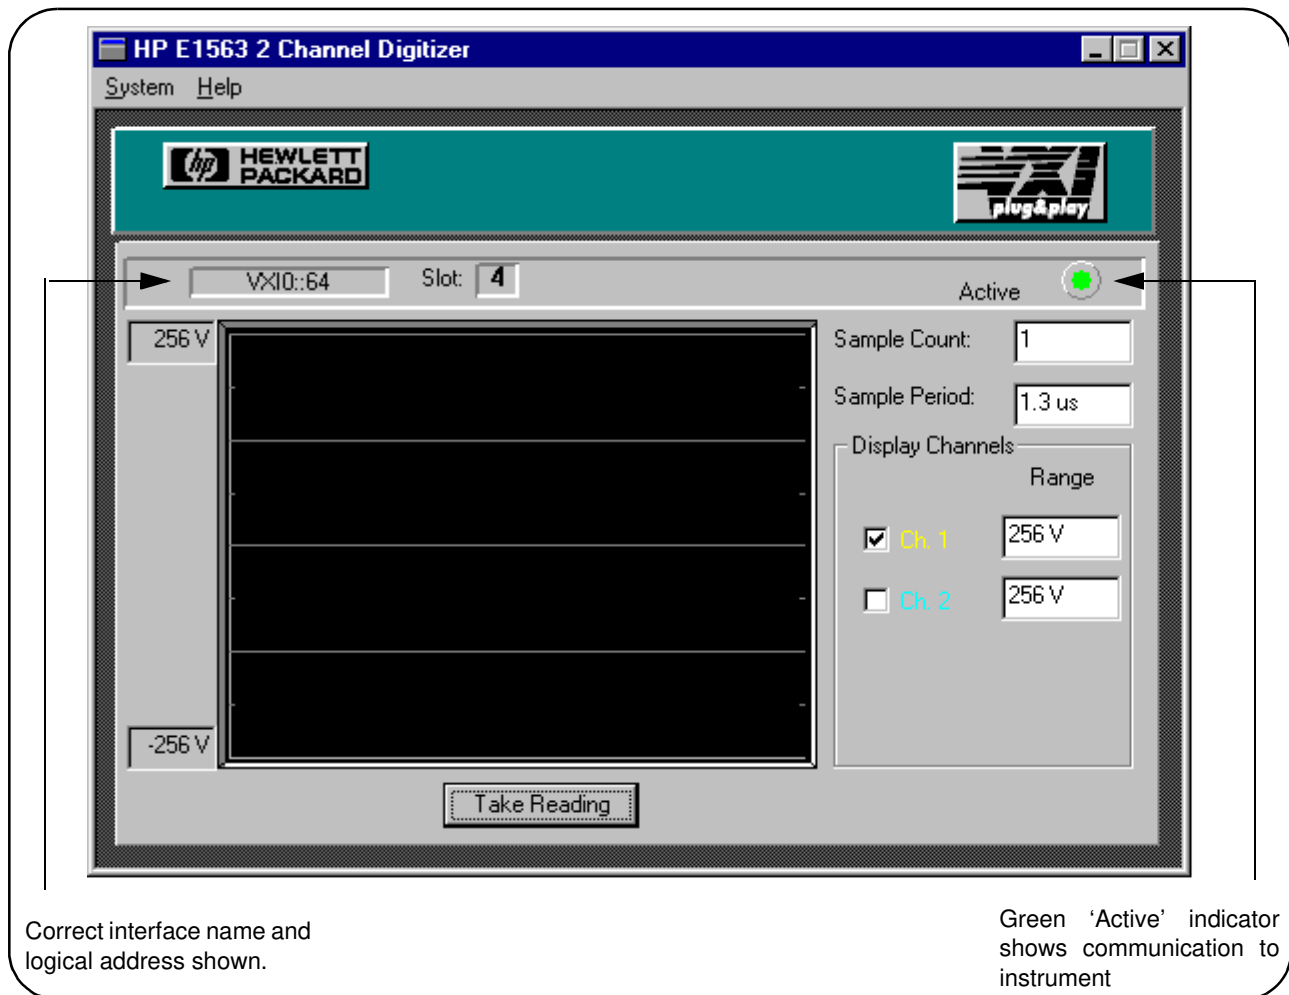 HP E1563 2 Channel Digitizer
System Help
hp HEWLETT PACKARD
VXI plug&play
VXI0::64 Slot: 4 Active
256 V
-256 V
Sample Count: 1
Sample Period: 1.3 us
Display Channels
Range
Ch. 1 256 V
Ch. 2 256 V
Take Reading
Correct interface name and
logical address shown.
Green ‘Active’ indicator
shows communication to
instrument